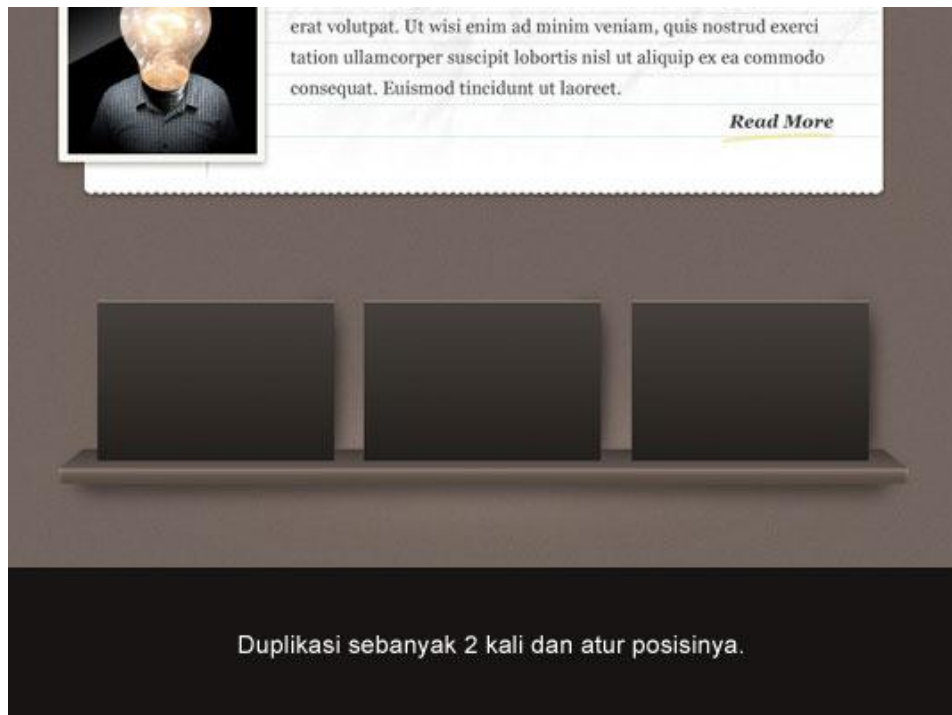 erat volutpat. Ut wisi enim ad minim veniam, quis nostrud exerci
tation ullamcorper suscipit lobortis nisl ut aliquip ex ea commodo
consequat. Euismod tincidunt ut laoreet.
Read More
Duplikasi sebanyak 2 kali dan atur posisinya.